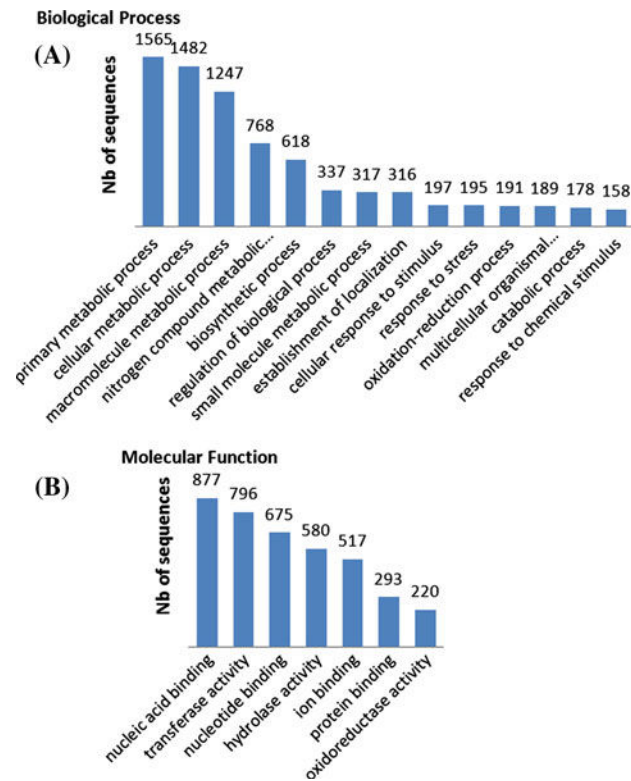 Biological Process
(A)
Nb of sequences
1565
1482
1247
768
618
337
317
316
197
195
191
189
178
158
primary metabolic process
cellular metabolic process
macromolecule metabolic process
nitrogen compound metabolic...
biosynthetic process
regulation of biological process
small molecule metabolic process
establishment of localization
cellular response to stimulus
response to stress
oxidation-reduction process
multicellular organismal...
catabolic process
response to chemical stimulus
Molecular Function
(B)
Nb of sequences
877
796
675
580
517
293
220
nucleic acid binding
transferase activity
nucleotide binding
hydrolase activity
ion binding
protein binding
oxidoreductase activity